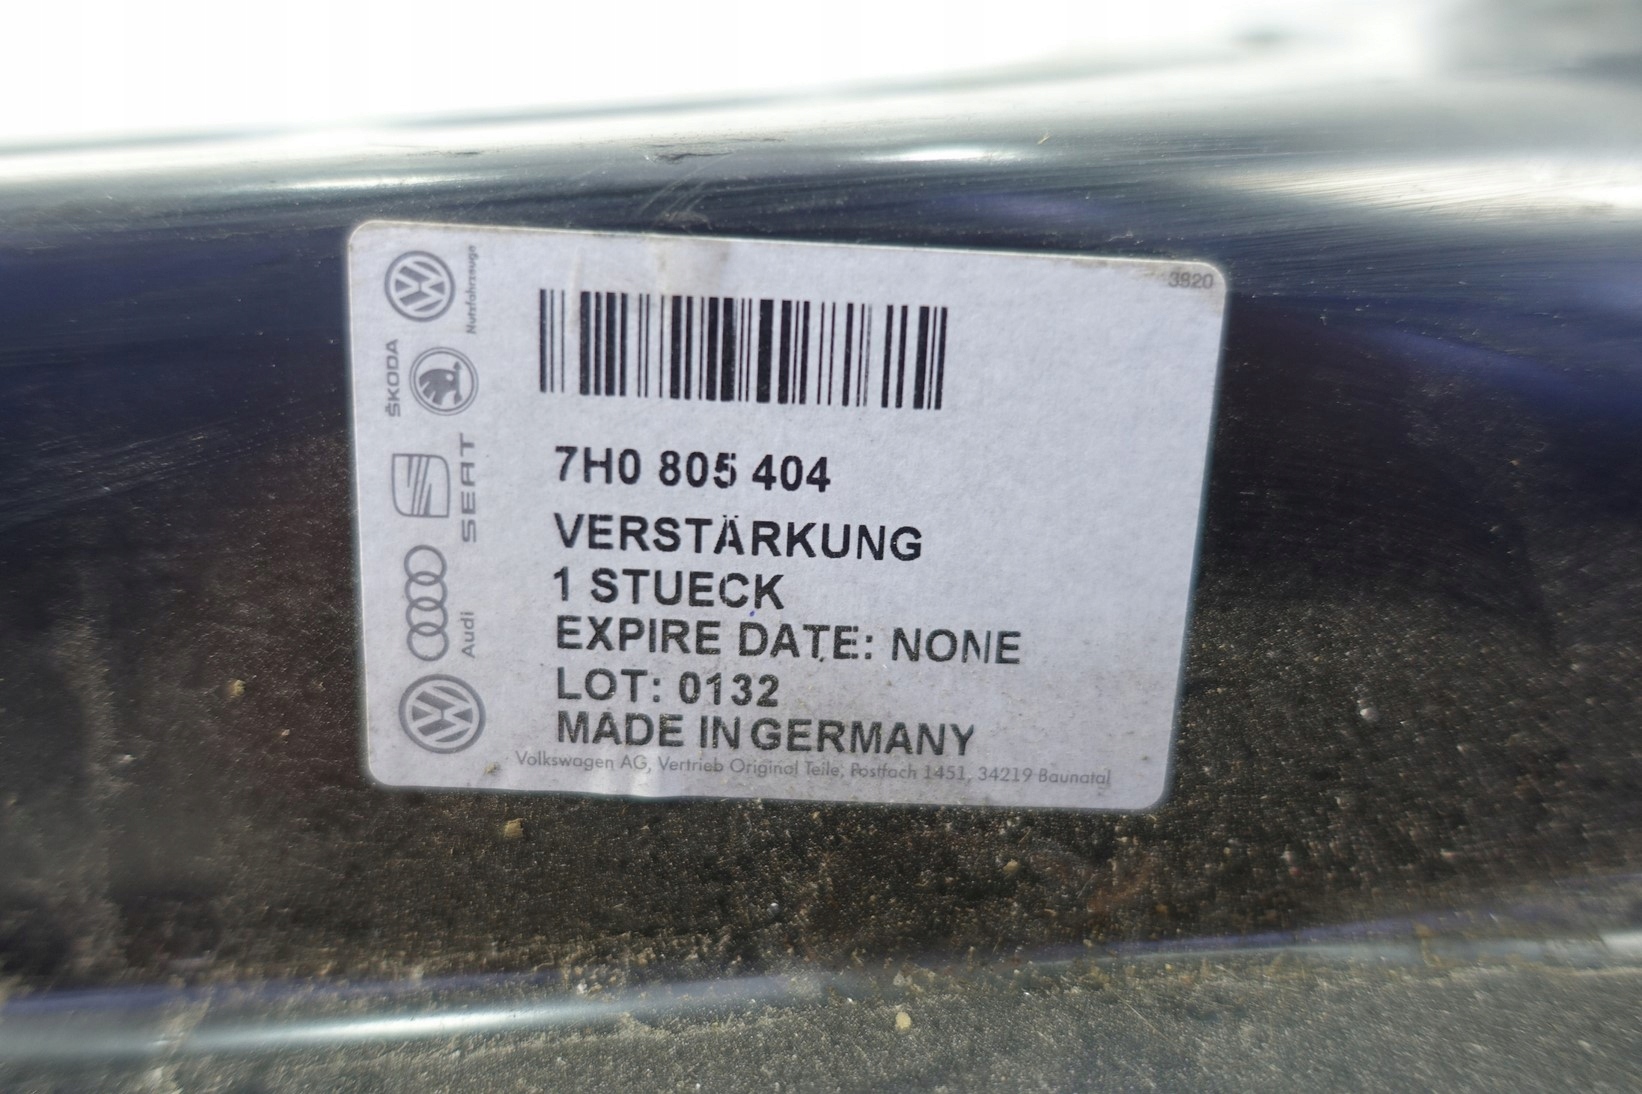 3820
Nutzfahrzeuge
ŠKODA
SEAT
Audi
7H0 805 404
VERSTÄRKUNG
1 STUECK
EXPIRE DATE: NONE
LOT: 0132
MADE IN GERMANY
Volkswagen AG, Vertrieb Original Teile, Postfach 1451, 34219 Baunatal